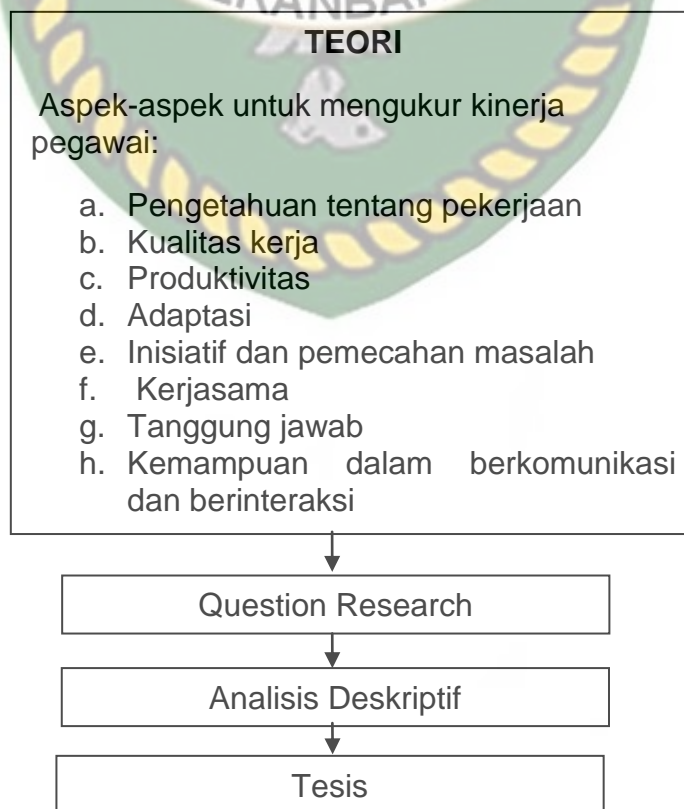 TEORI
Aspek-aspek untuk mengukur kinerja
pegawai:
a. Pengetahuan tentang pekerjaan
b. Kualitas kerja
c. Produktivitas
d. Adaptasi
e. Inisiatif dan pemecahan masalah
f. Kerjasama
g. Tanggung jawab
h. Kemampuan dalam berkomunikasi
dan berinteraksi
Question Research
Analisis Deskriptif
Tesis